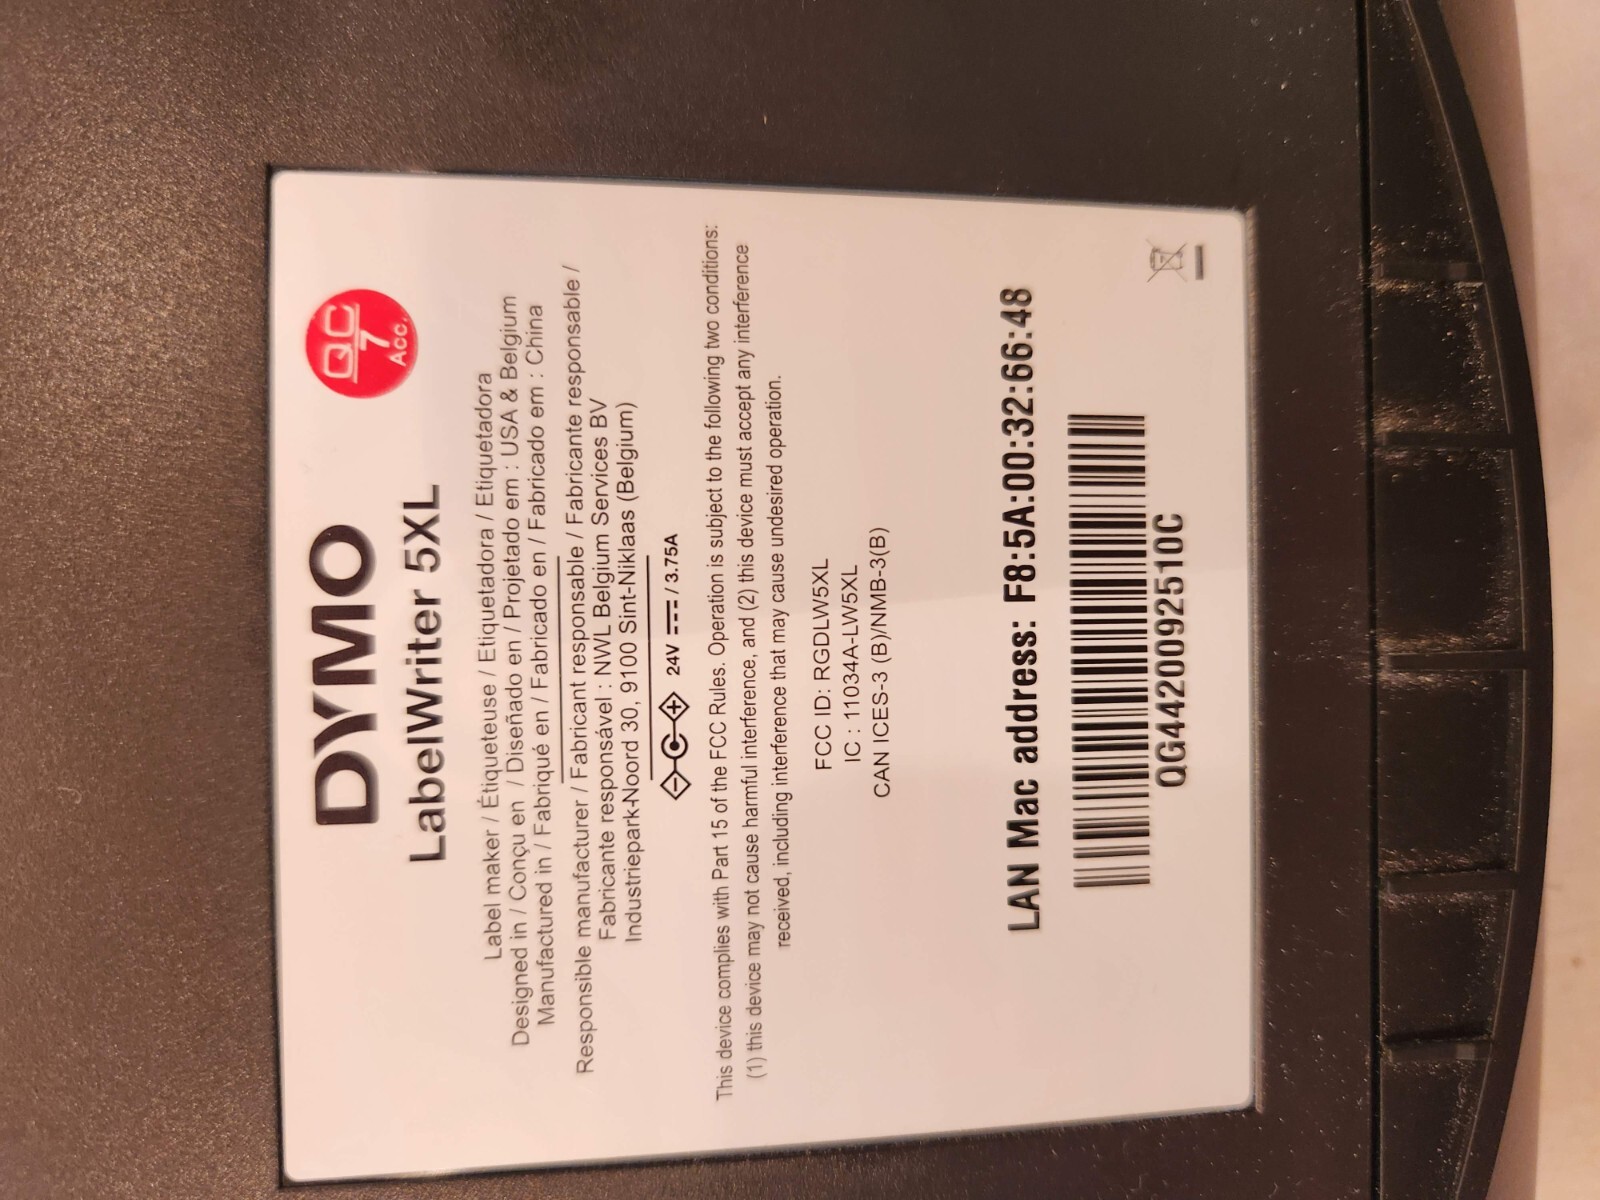 DYMO
QC
7
Acc.
LabelWriter 5XL
Label maker / Étiqueteuse / Etiquetadora / Etiquetadora
Designed in / Conçu en / Diseñado en / Projetado em : USA & Belgium
Manufactured in / Fabriqué en / Fabricado en / Fabricado em : China
Responsible manufacturer / Fabricant responsable / Fabricante responsable /
Fabricante responsável : NWL Belgium Services BV
Industriepark-Noord 30, 9100 Sint-Niklaas (Belgium)
24V / 3.75A
This device complies with Part 15 of the FCC Rules. Operation is subject to the following two conditions:
(1) this device may not cause harmful interference, and (2) this device must accept any interference
received, including interference that may cause undesired operation.
FCC ID: RGDLW5XL
IC : 11034A-LW5XL
CAN ICES-3 (B)/NMB-3(B)
LAN Mac address: F8:5A:00:32:66:48
QG442009Z2510C